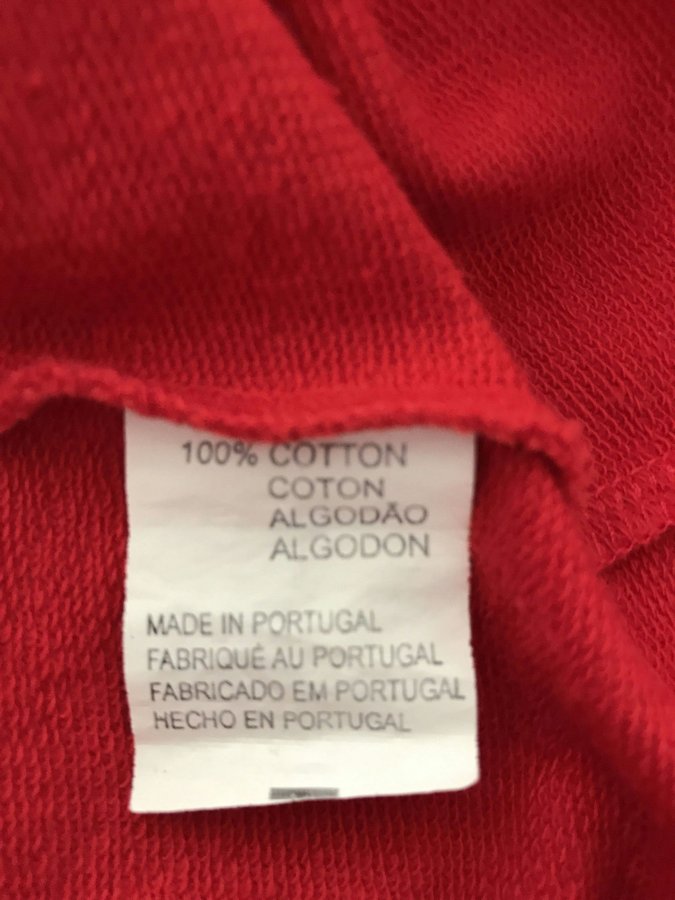 100% COTTON
COTON
ALGODÃO
ALGODON
MADE IN PORTUGAL
FABRIQUÉ AU PORTUGAL
FABRICADO EM PORTUGAL
HECHO EN PORTUGAL